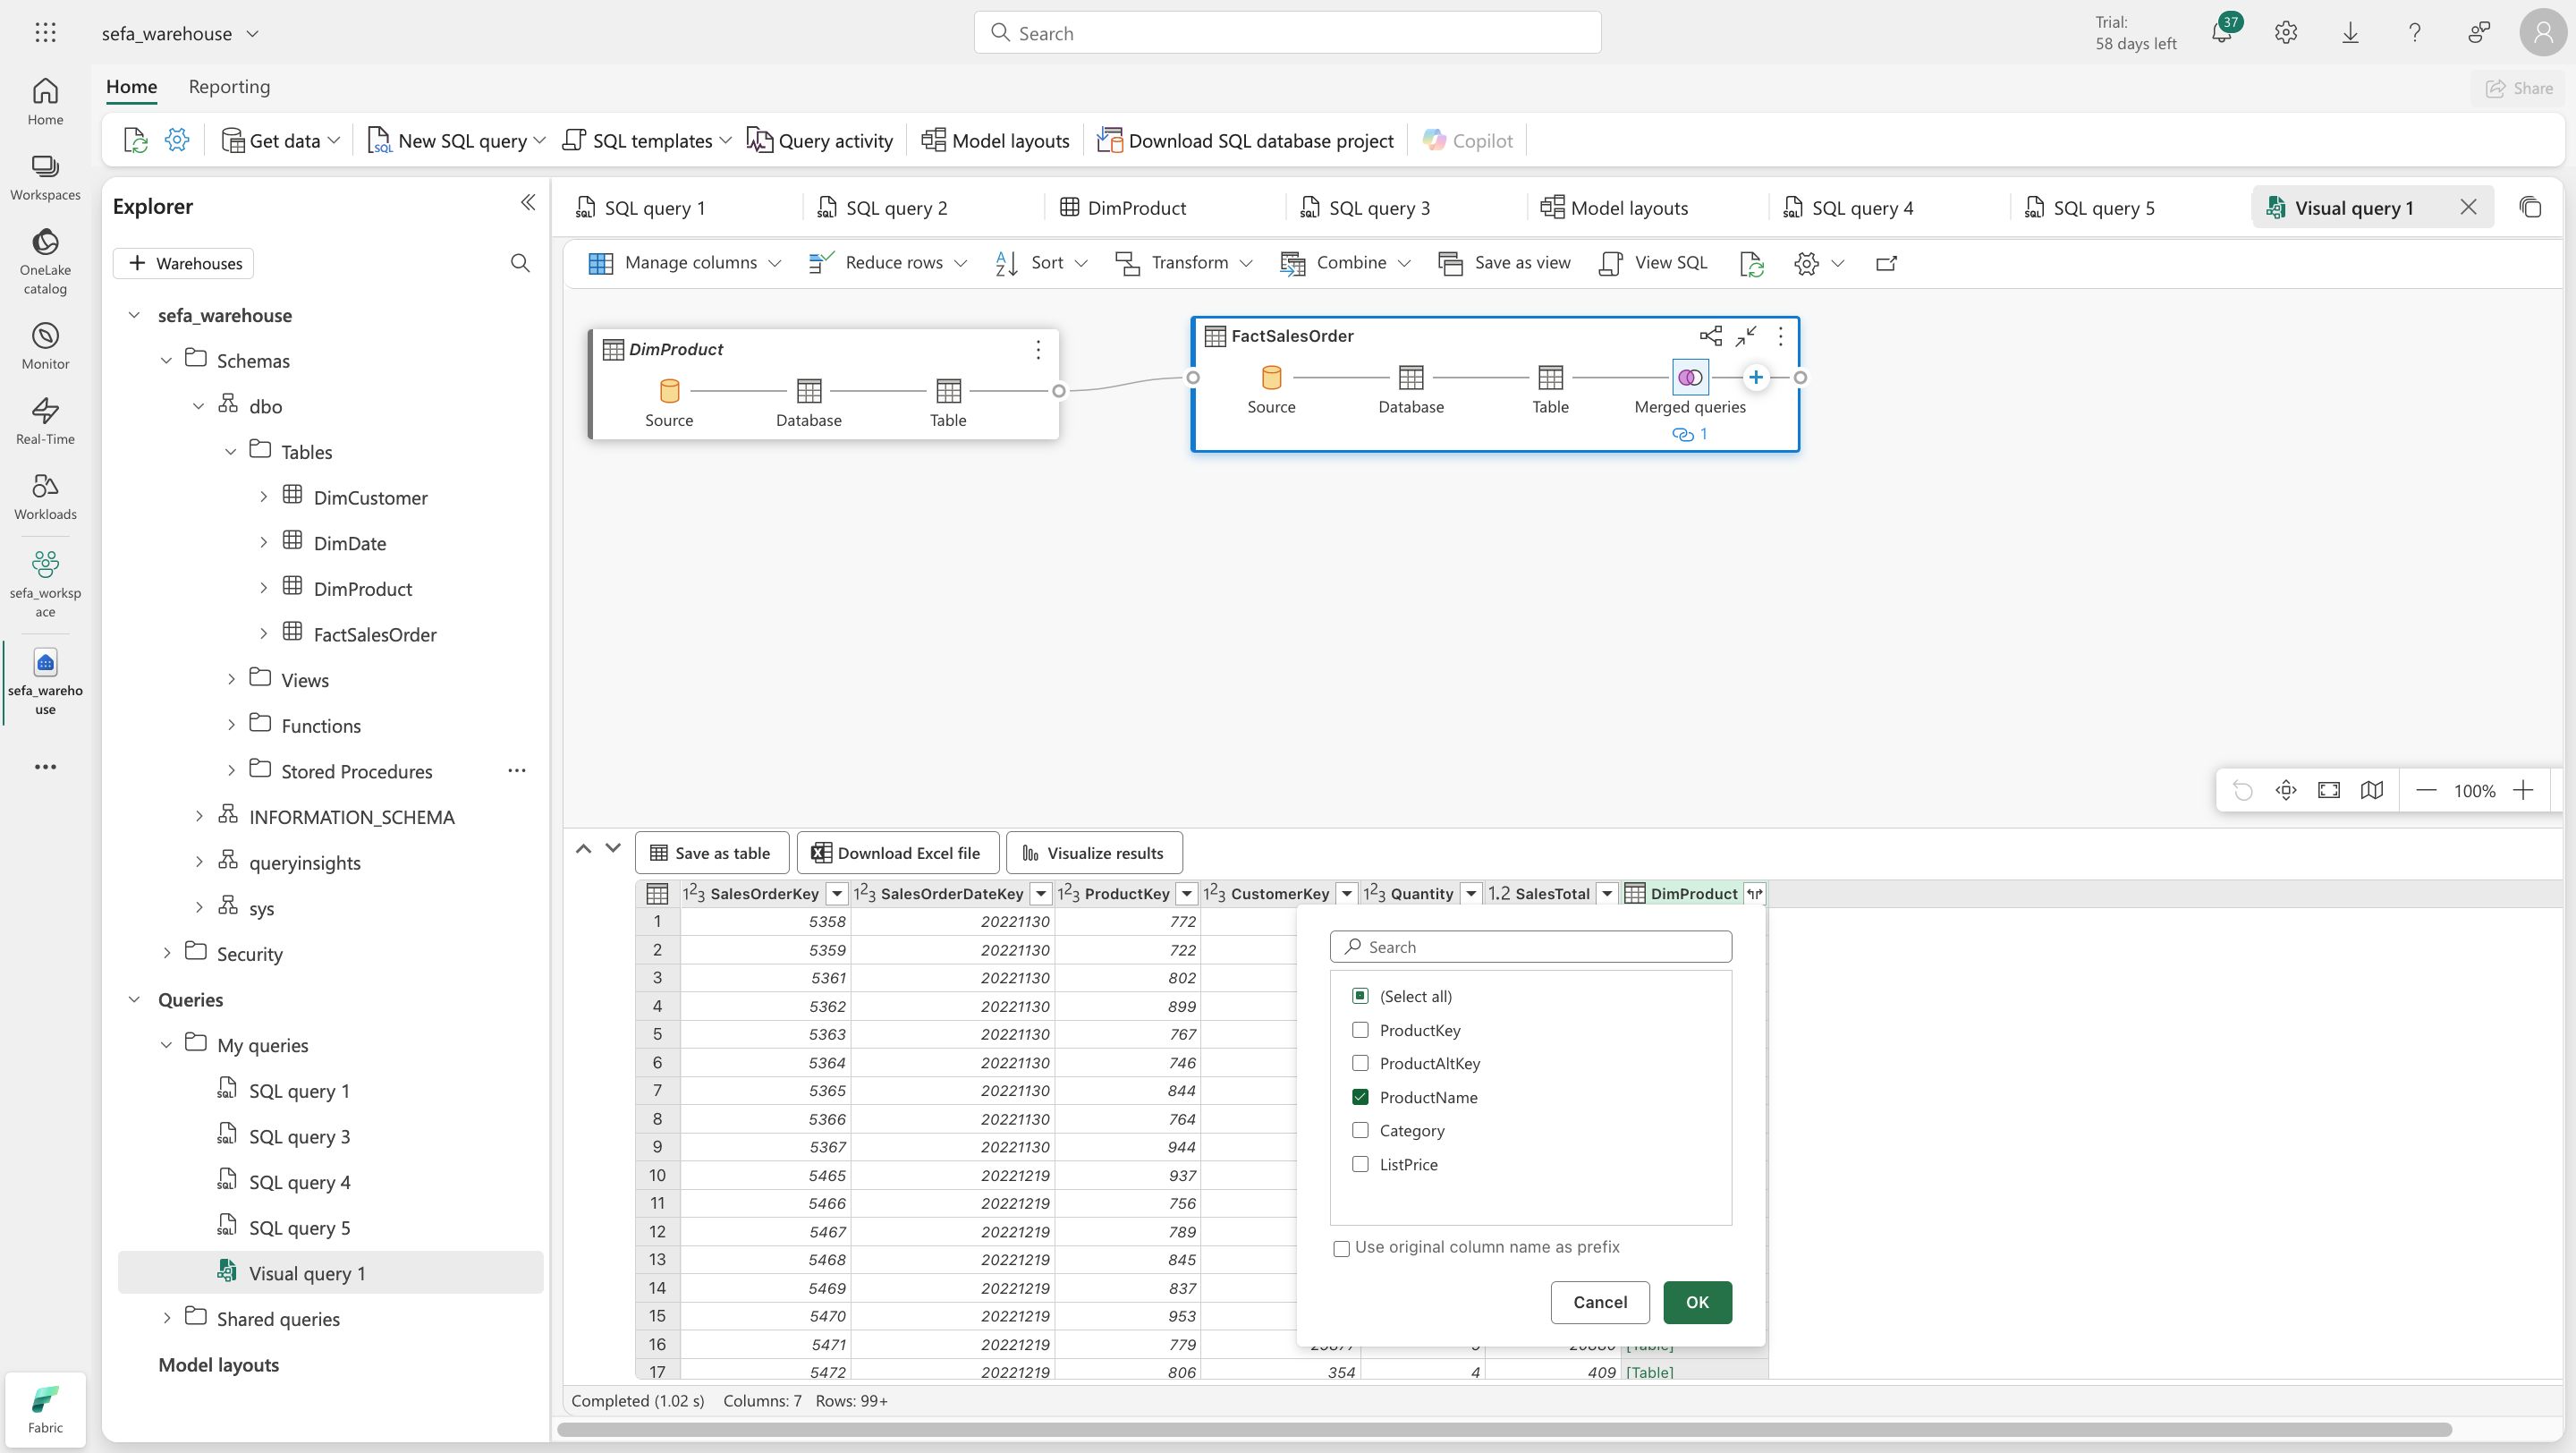 sefa_warehouse
Search
Trial:
58 days left
37
Home
Reporting
Share
Get data
New SQL query
SQL templates
Query activity
Model layouts
Download SQL database project
Copilot
Home
Workspaces
OneLake
catalog
Monitor
Real-Time
Workloads
sefa_worksp
ace
sefa_wareho
use
Fabric
Explorer
Warehouses
sefa_warehouse
Schemas
dbo
Tables
DimCustomer
DimDate
DimProduct
FactSalesOrder
Views
Functions
Stored Procedures
INFORMATION_SCHEMA
queryinsights
sys
Security
Queries
My queries
SQL query 1
SQL query 3
SQL query 4
SQL query 5
Visual query 1
Shared queries
Model layouts
SQL query 1
SQL query 2
DimProduct
SQL query 3
Model layouts
SQL query 4
SQL query 5
Visual query 1
Manage columns
Reduce rows
Sort
Transform
Combine
Save as view
View SQL
DimProduct
Source
Database
Table
FactSalesOrder
Source
Database
Table
Merged queries
1
100%
Save as table
Download Excel file
Visualize results
1²3 SalesOrderKey 1²3 SalesOrderDateKey 1²3 ProductKey 1²3 CustomerKey 1²3 Quantity 1.2 SalesTotal DimProduct
1 5358 20221130 772
2 5359 20221130 722
3 5361 20221130 802
4 5362 20221130 899
5 5363 20221130 767
6 5364 20221130 746
7 5365 20221130 844
8 5366 20221130 764
9 5367 20221130 944
10 5465 20221219 937
11 5466 20221219 756
12 5467 20221219 789
13 5468 20221219 845
14 5469 20221219 837
15 5470 20221219 953
16 5471 20221219 779 [Table]
17 5472 20221219 806 354 4 409 [Table]
Search
(Select all)
ProductKey
ProductAltKey
ProductName
Category
ListPrice
Use original column name as prefix
Cancel
OK
Completed (1.02 s) Columns: 7 Rows: 99+